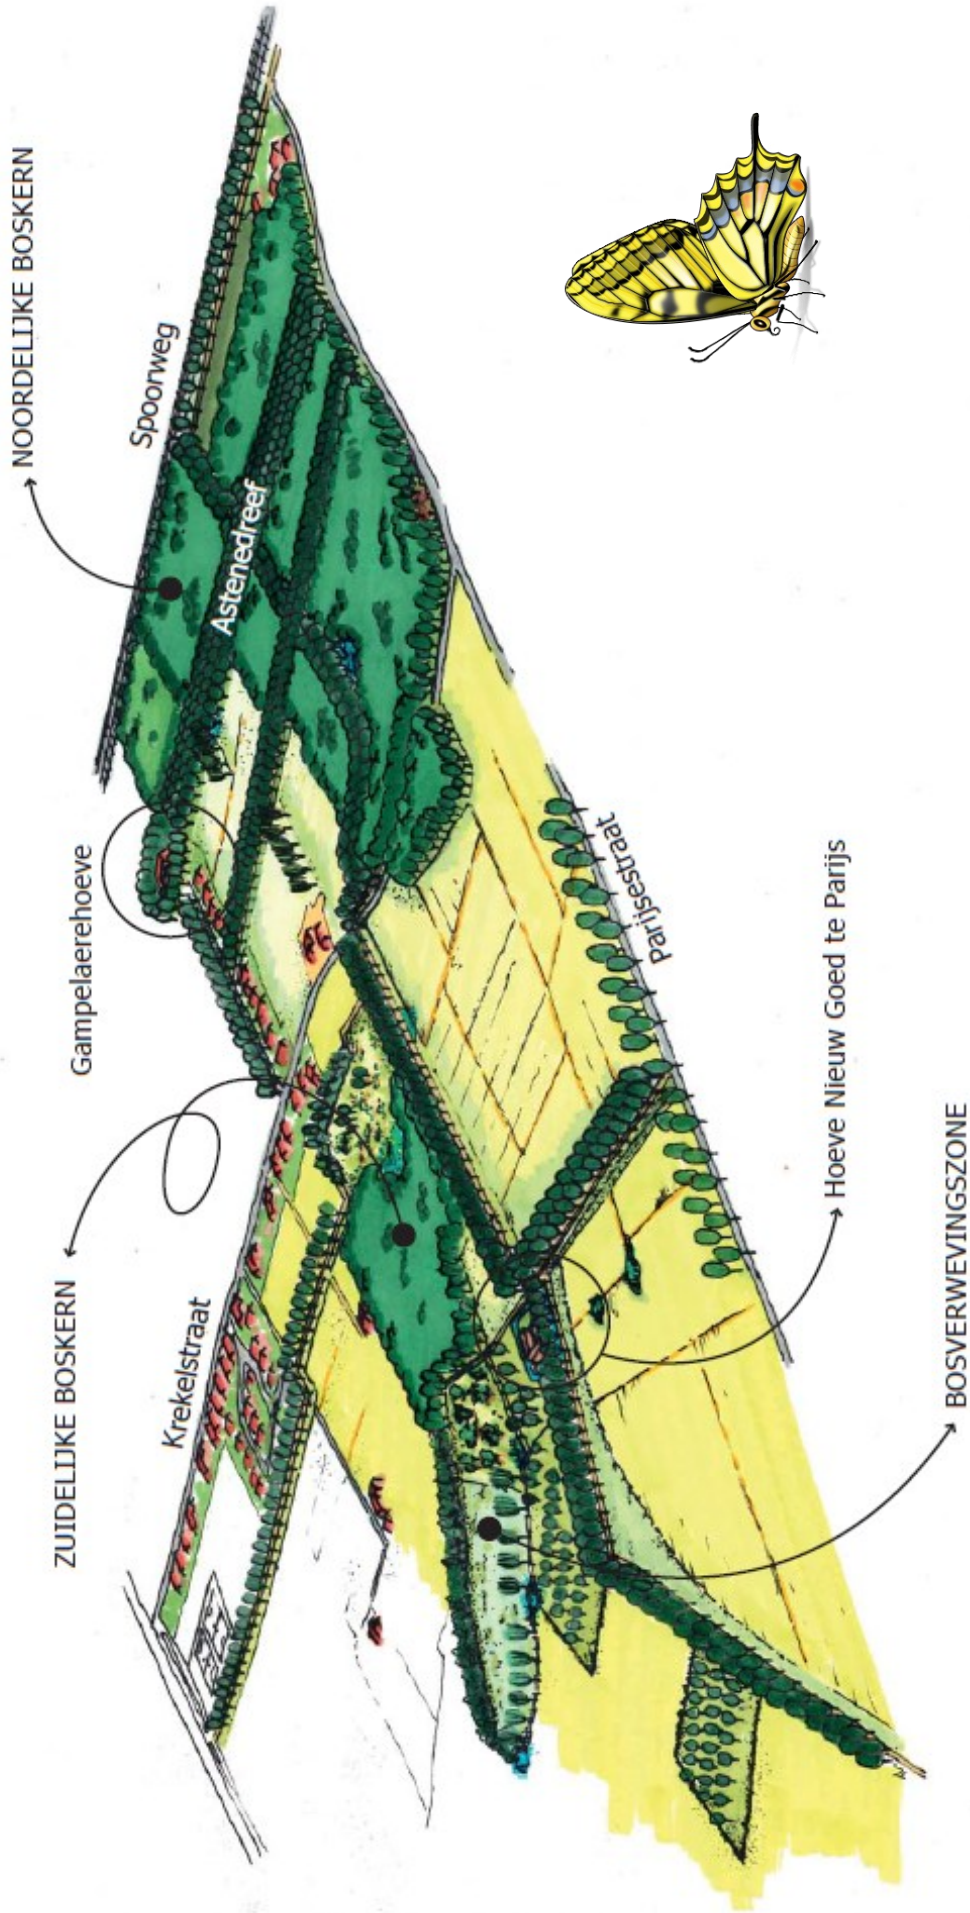 ZUIDELIJKE BOSKERN
Gampelaerehoeve
NOORDELIJKE BOSKERN
Krekelstraat
Spoorweg
Astenedreef
Parijsestraat
Hoeve Nieuw Goed te Parijs
BOSVERWEVINGSZONE